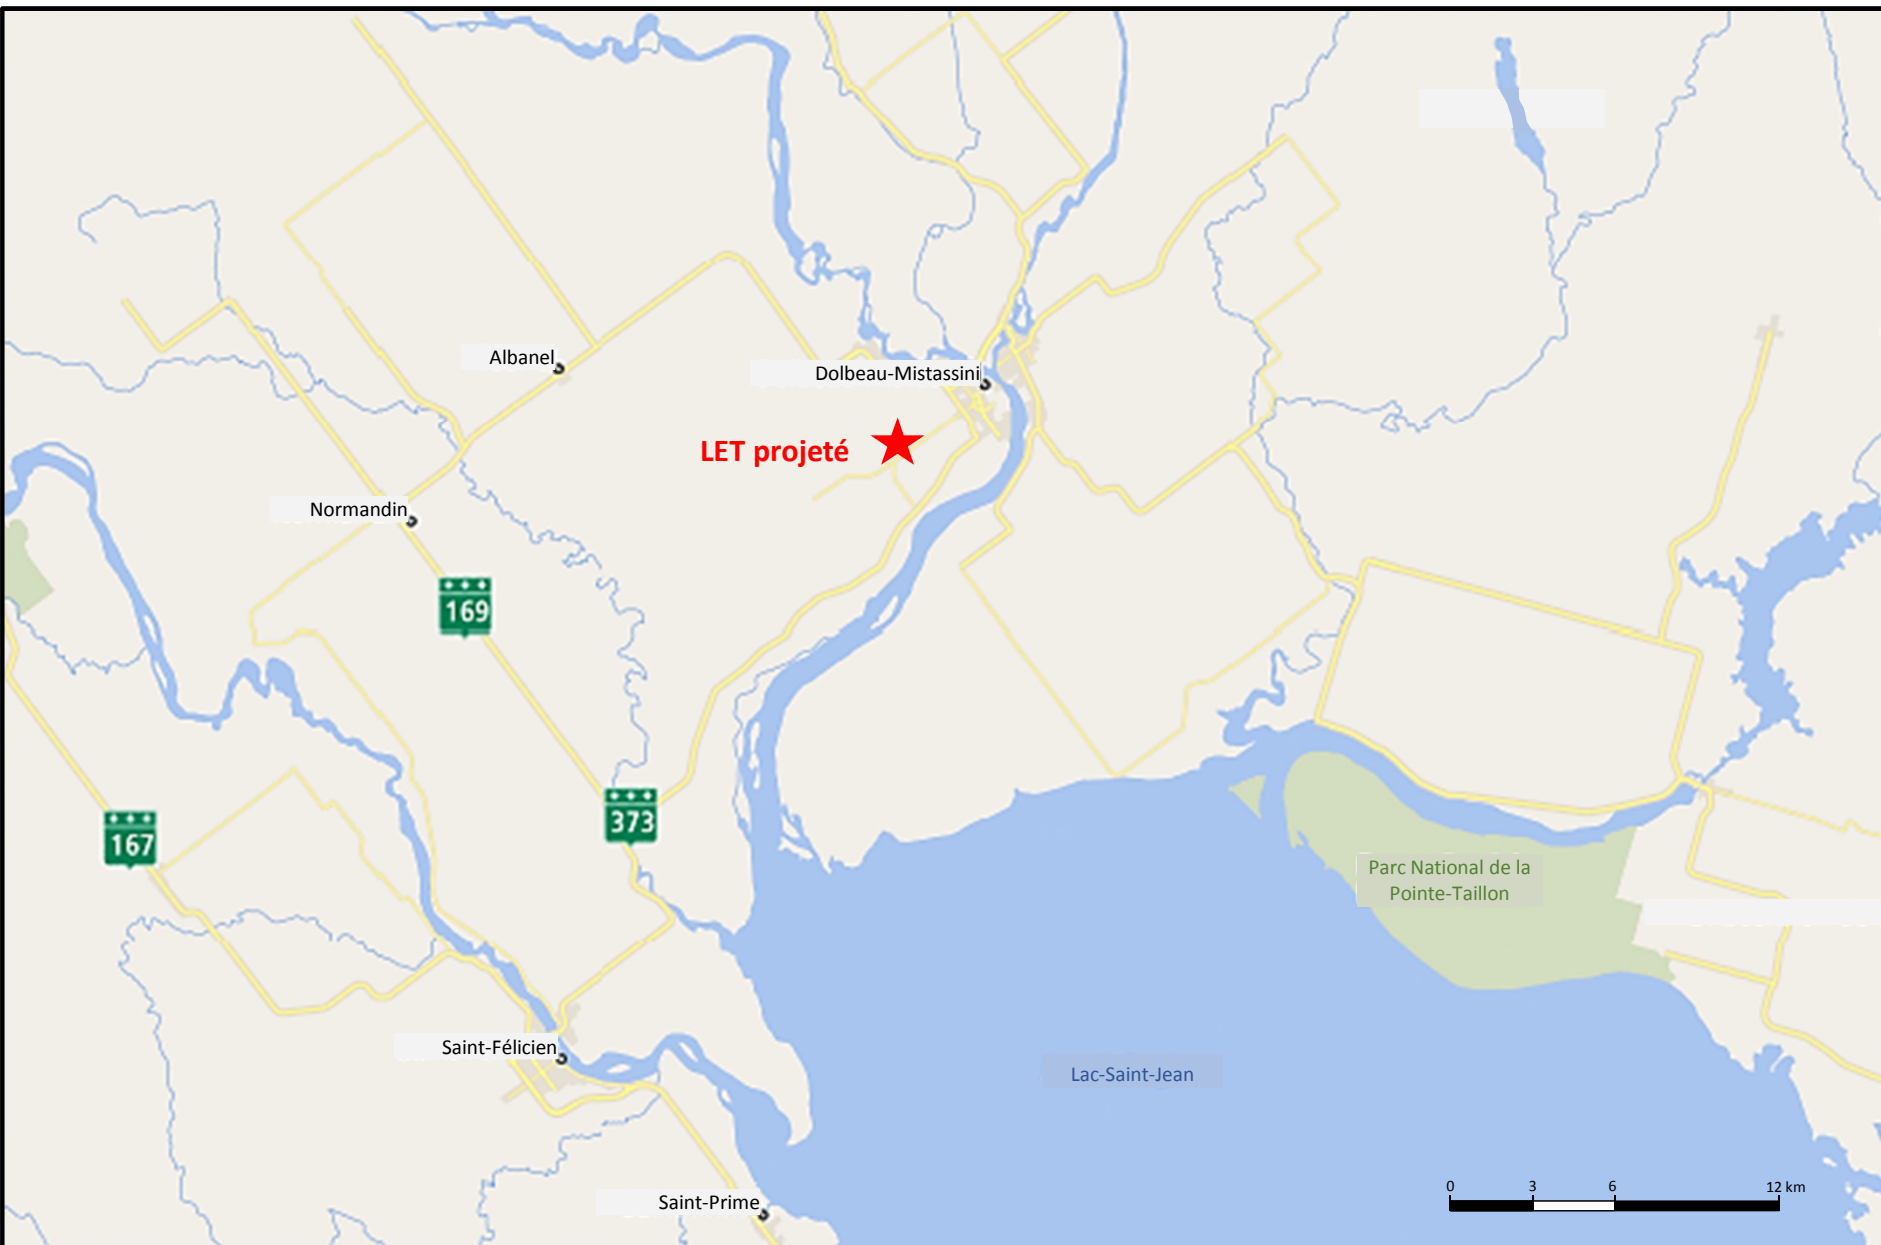 Albanel
Dolbeau-Mistassini
LET projeté
Normandin
169
373
167
Parc National de la
Pointe-Taillon
Saint-Félicien
Lac-Saint-Jean
Saint-Prime
0 3 6 12 km